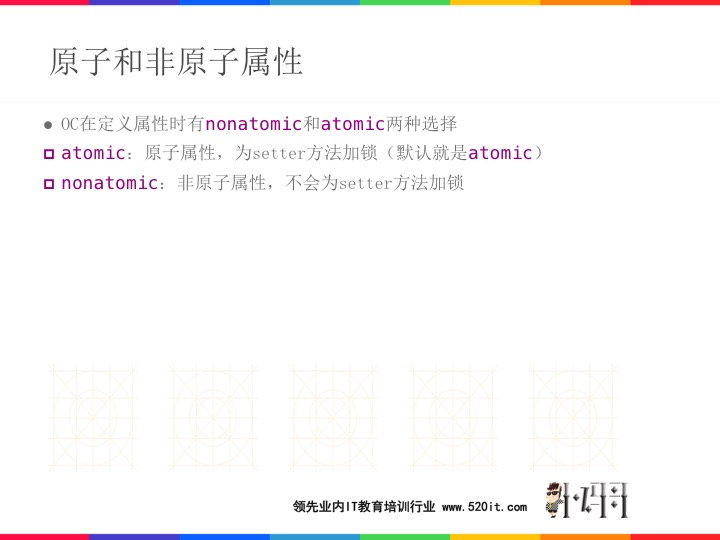 原子和非原子属性
OC在定义属性时有nonatomic和atomic两种选择
atomic：原子属性，为setter方法加锁（默认就是atomic）
nonatomic：非原子属性，不会为setter方法加锁
领先业内IT教育培训行业 www.520it.com
小码哥